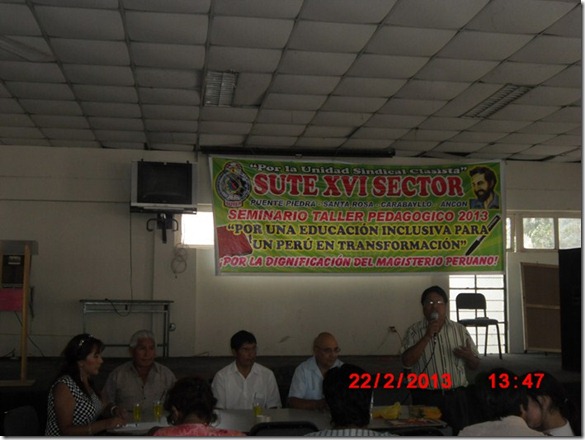 "Por la Unidad Sindical Clasista"
SUTE XVI SECTOR
PUENTE PIEDRA - SANTA ROSA - CARABAYLLO - ANCÓN
SEMINARIO TALLER PEDAGOGICO 2013
"POR UNA EDUCACIÓN INCLUSIVA PARA
UN PERÚ EN TRANSFORMACIÓN"
¡POR LA DIGNIFICACIÓN DEL MAGISTERIO PERUANO!
22/2/2013 13:47